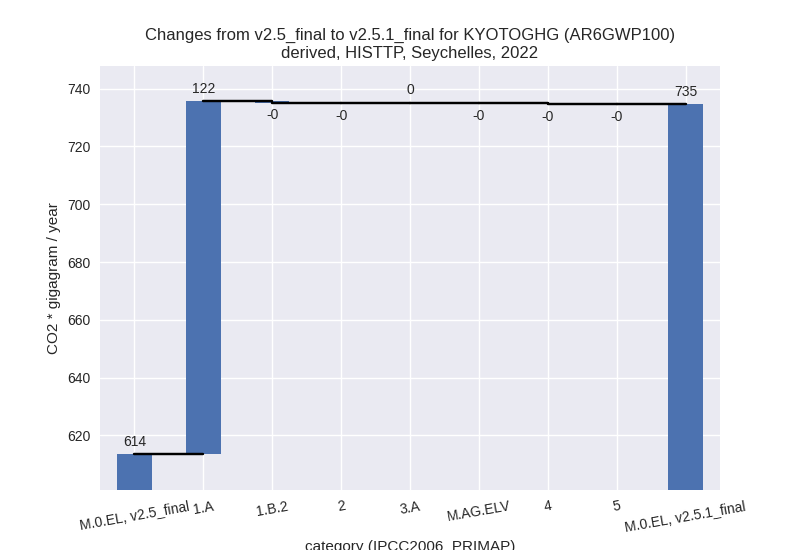 Changes from v2.5_final to v2.5.1_final for KYOTOGHG (AR6GWP100)
derived, HISTTP, Seychelles, 2022
CO2 * gigagram / year
740
720
700
680
660
640
620
614
122
-0
-0
0
-0
-0
-0
735
M.0.EL, v2.5_final
1.A
1.B.2
2
3.A
M.AG.ELV
4
5
M.0.EL, v2.5.1_final
category (IPCC2006_PRIMAP)